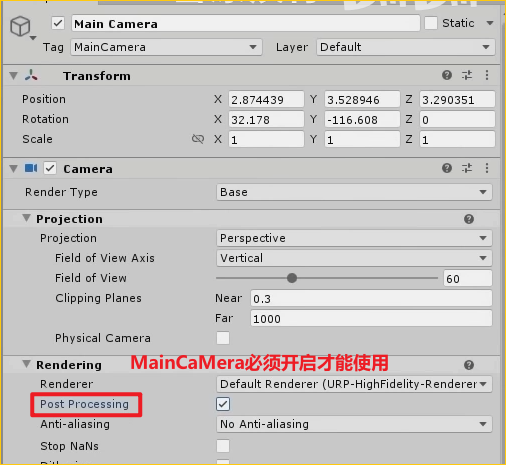 Main Camera Static
Tag MainCamera Layer Default
Transform
Position X 2.874439 Y 3.528946 Z 3.290351
Rotation X 32.178 Y -116.608 Z 0
Scale X 1 Y 1 Z 1
Camera
Render Type Base
Projection
Projection Perspective
Field of View Axis Vertical
Field of View 60
Clipping Planes Near 0.3
Far 1000
Physical Camera
Rendering
MainCaMera必须开启才能使用
Renderer Default Renderer (URP-HighFidelity-Renderer
Post Processing
Anti-aliasing No Anti-aliasing
Stop NaNs